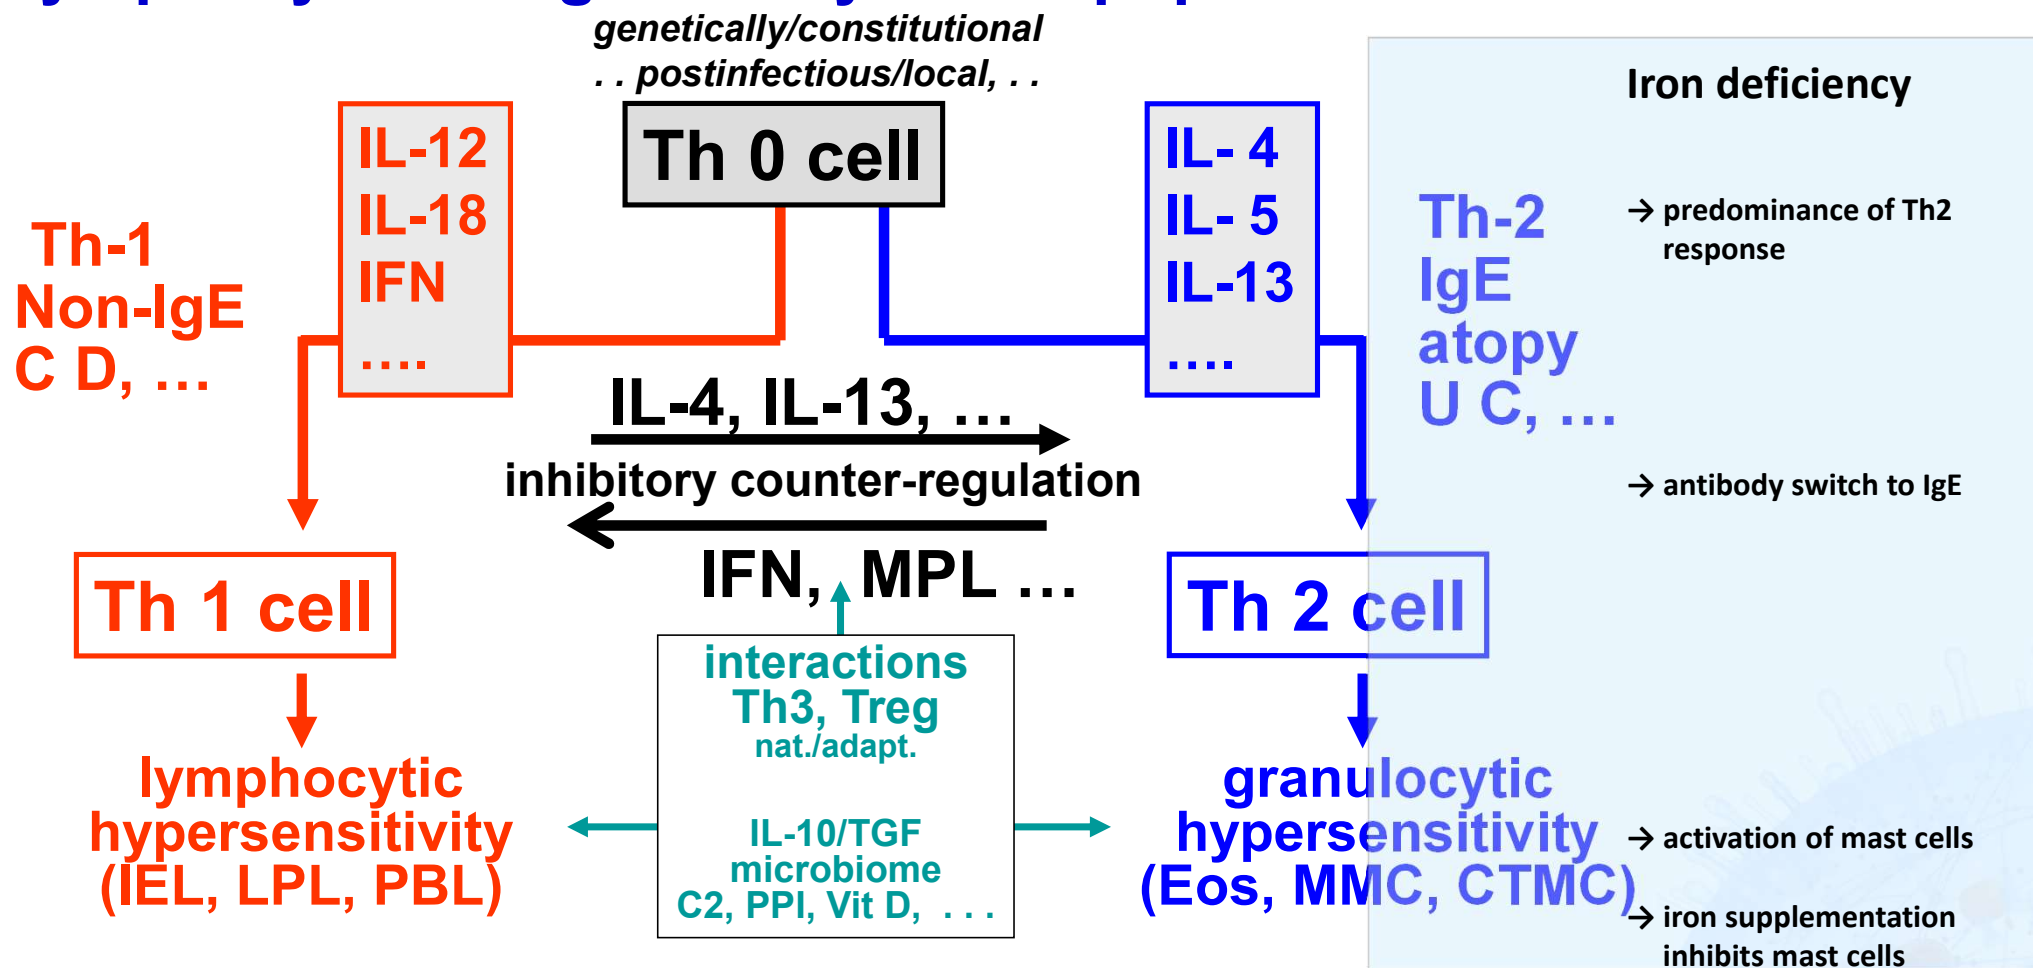 genetically/constitutional
. . postinfectious/local, . .
Th 0 cell
IL-12
IL-18
IFN
....
Th-1
Non-IgE
C D, ...
IL- 4
IL- 5
IL-13
....
Th-2
IgE
atopy
U C, ...
Iron deficiency
→ predominance of Th2
response
→ antibody switch to IgE
IL-4, IL-13, ...
inhibitory counter-regulation
IFN, MPL ...
Th 1 cell
Th 2 cell
interactions
Th3, Treg
nat./adapt.
IL-10/TGF
microbiome
C2, PPI, Vit D, . . .
lymphocytic
hypersensitivity
(IEL, LPL, PBL)
granulocytic
hypersensitivity
(Eos, MMC, CTMC)
→ activation of mast cells
→ iron supplementation
inhibits mast cells